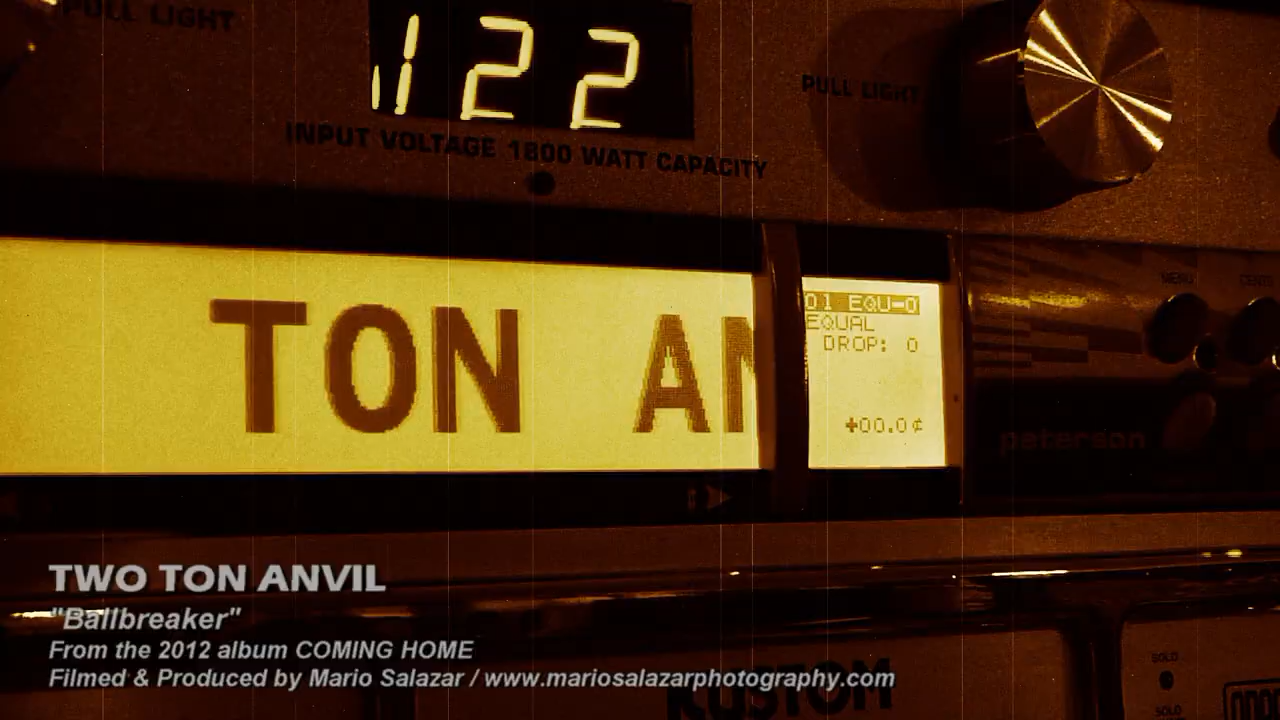 PULL LIGHT
122
PULL LIGHT
INPUT VOLTAGE 1800 WATT CAPACITY
TON AN
01 EQU-0
EQUAL
DROP: 0
+00.0¢
MENU
CENTS
peterson
TWO TON ANVIL
"Ballbreaker"
From the 2012 album COMING HOME
Filmed & Produced by Mario Salazar / www.mariosalazarphotography.com
KUSTOM
SOLO
SOLO